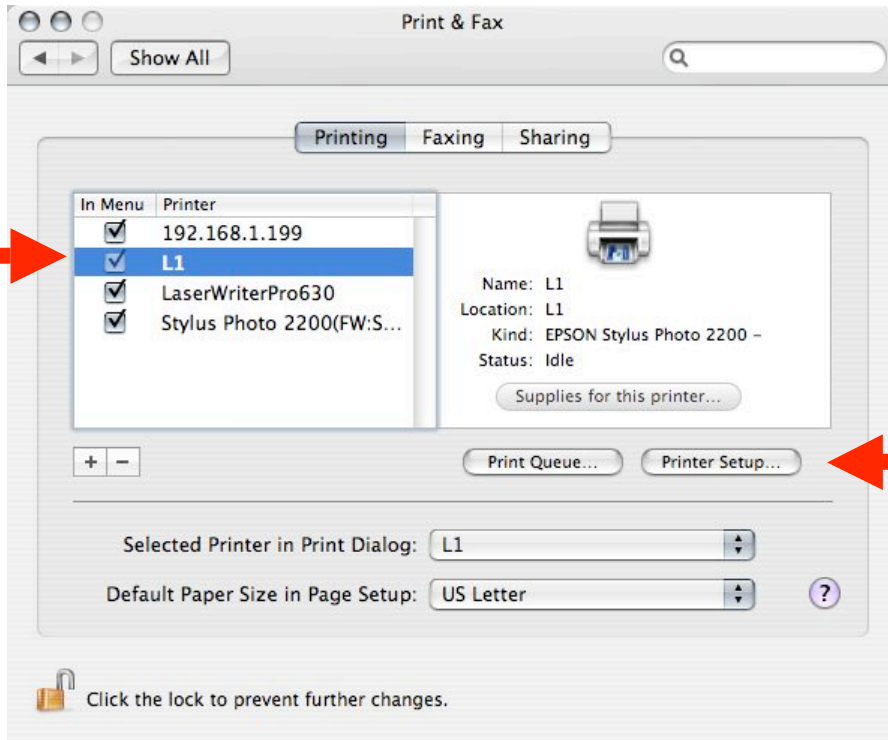 Print & Fax
Show All
Printing Faxing Sharing
In Menu Printer
192.168.1.199
L1
LaserWriterPro630
Stylus Photo 2200(FW:S...
Name: L1
Location: L1
Kind: EPSON Stylus Photo 2200 –
Status: Idle
Supplies for this printer...
+ −
Print Queue... Printer Setup...
Selected Printer in Print Dialog: L1
Default Paper Size in Page Setup: US Letter ?
Click the lock to prevent further changes.